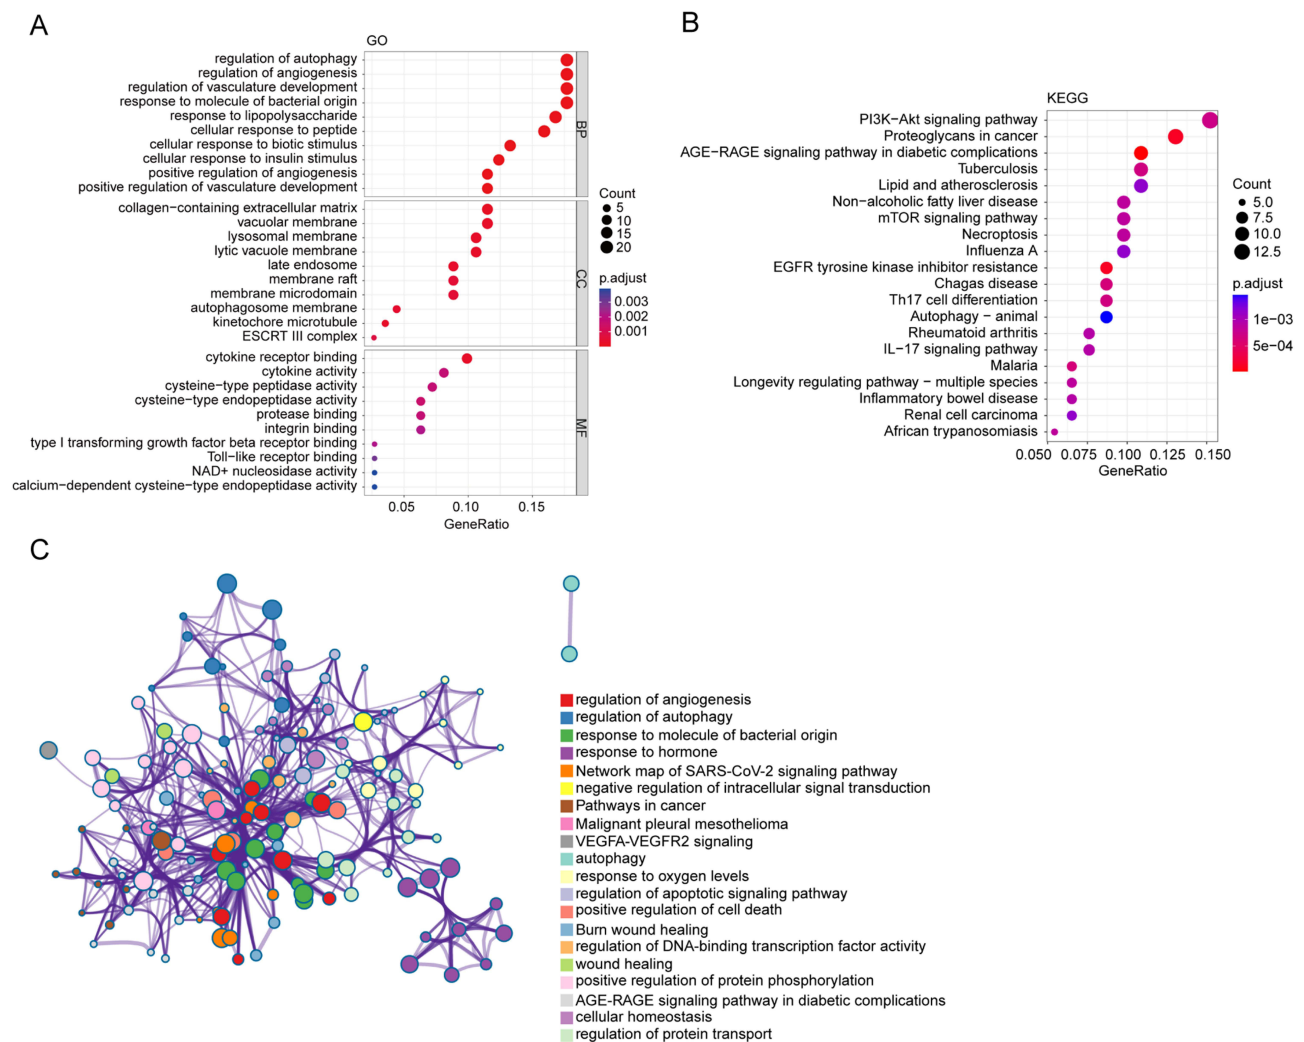 A
GO
regulation of autophagy
regulation of angiogenesis
regulation of vasculature development
response to molecule of bacterial origin
response to lipopolysaccharide
cellular response to peptide
cellular response to biotic stimulus
cellular response to insulin stimulus
positive regulation of angiogenesis
positive regulation of vasculature development
BP
collagen−containing extracellular matrix
vacuolar membrane
lysosomal membrane
lytic vacuole membrane
late endosome
membrane raft
membrane microdomain
autophagosome membrane
kinetochore microtubule
ESCRT III complex
CC
cytokine receptor binding
cytokine activity
cysteine−type peptidase activity
cysteine−type endopeptidase activity
protease binding
integrin binding
type I transforming growth factor beta receptor binding
Toll−like receptor binding
NAD+ nucleosidase activity
calcium−dependent cysteine−type endopeptidase activity
MF
0.05 0.10 0.15
GeneRatio
Count
5
10
15
20
p.adjust
0.003
0.002
0.001
B
KEGG
PI3K−Akt signaling pathway
Proteoglycans in cancer
AGE−RAGE signaling pathway in diabetic complications
Tuberculosis
Lipid and atherosclerosis
Non−alcoholic fatty liver disease
mTOR signaling pathway
Necroptosis
Influenza A
EGFR tyrosine kinase inhibitor resistance
Chagas disease
Th17 cell differentiation
Autophagy − animal
Rheumatoid arthritis
IL−17 signaling pathway
Malaria
Longevity regulating pathway − multiple species
Inflammatory bowel disease
Renal cell carcinoma
African trypanosomiasis
0.050 0.075 0.100 0.125 0.150
GeneRatio
Count
5.0
7.5
10.0
12.5
p.adjust
1e−03
5e−04
C
regulation of angiogenesis
regulation of autophagy
response to molecule of bacterial origin
response to hormone
Network map of SARS-CoV-2 signaling pathway
negative regulation of intracellular signal transduction
Pathways in cancer
Malignant pleural mesothelioma
VEGFA-VEGFR2 signaling
autophagy
response to oxygen levels
regulation of apoptotic signaling pathway
positive regulation of cell death
Burn wound healing
regulation of DNA-binding transcription factor activity
wound healing
positive regulation of protein phosphorylation
AGE-RAGE signaling pathway in diabetic complications
cellular homeostasis
regulation of protein transport